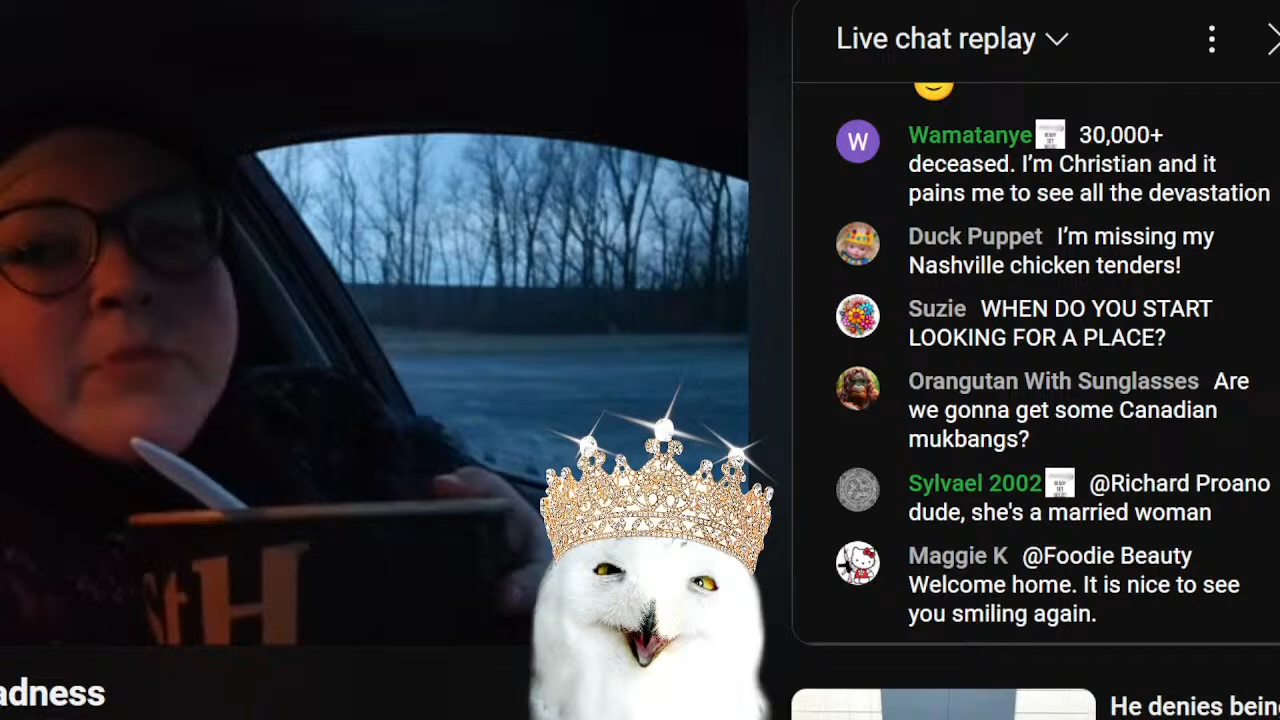 Live chat replay
W
Wamatanye 30,000+
deceased. I’m Christian and it
pains me to see all the devastation
Duck Puppet I’m missing my
Nashville chicken tenders!
Suzie WHEN DO YOU START
LOOKING FOR A PLACE?
Orangutan With Sunglasses Are
we gonna get some Canadian
mukbangs?
Sylvael 2002 @Richard Proano
dude, she's a married woman
Maggie K @Foodie Beauty
Welcome home. It is nice to see
you smiling again.
H
adness
He denies bein